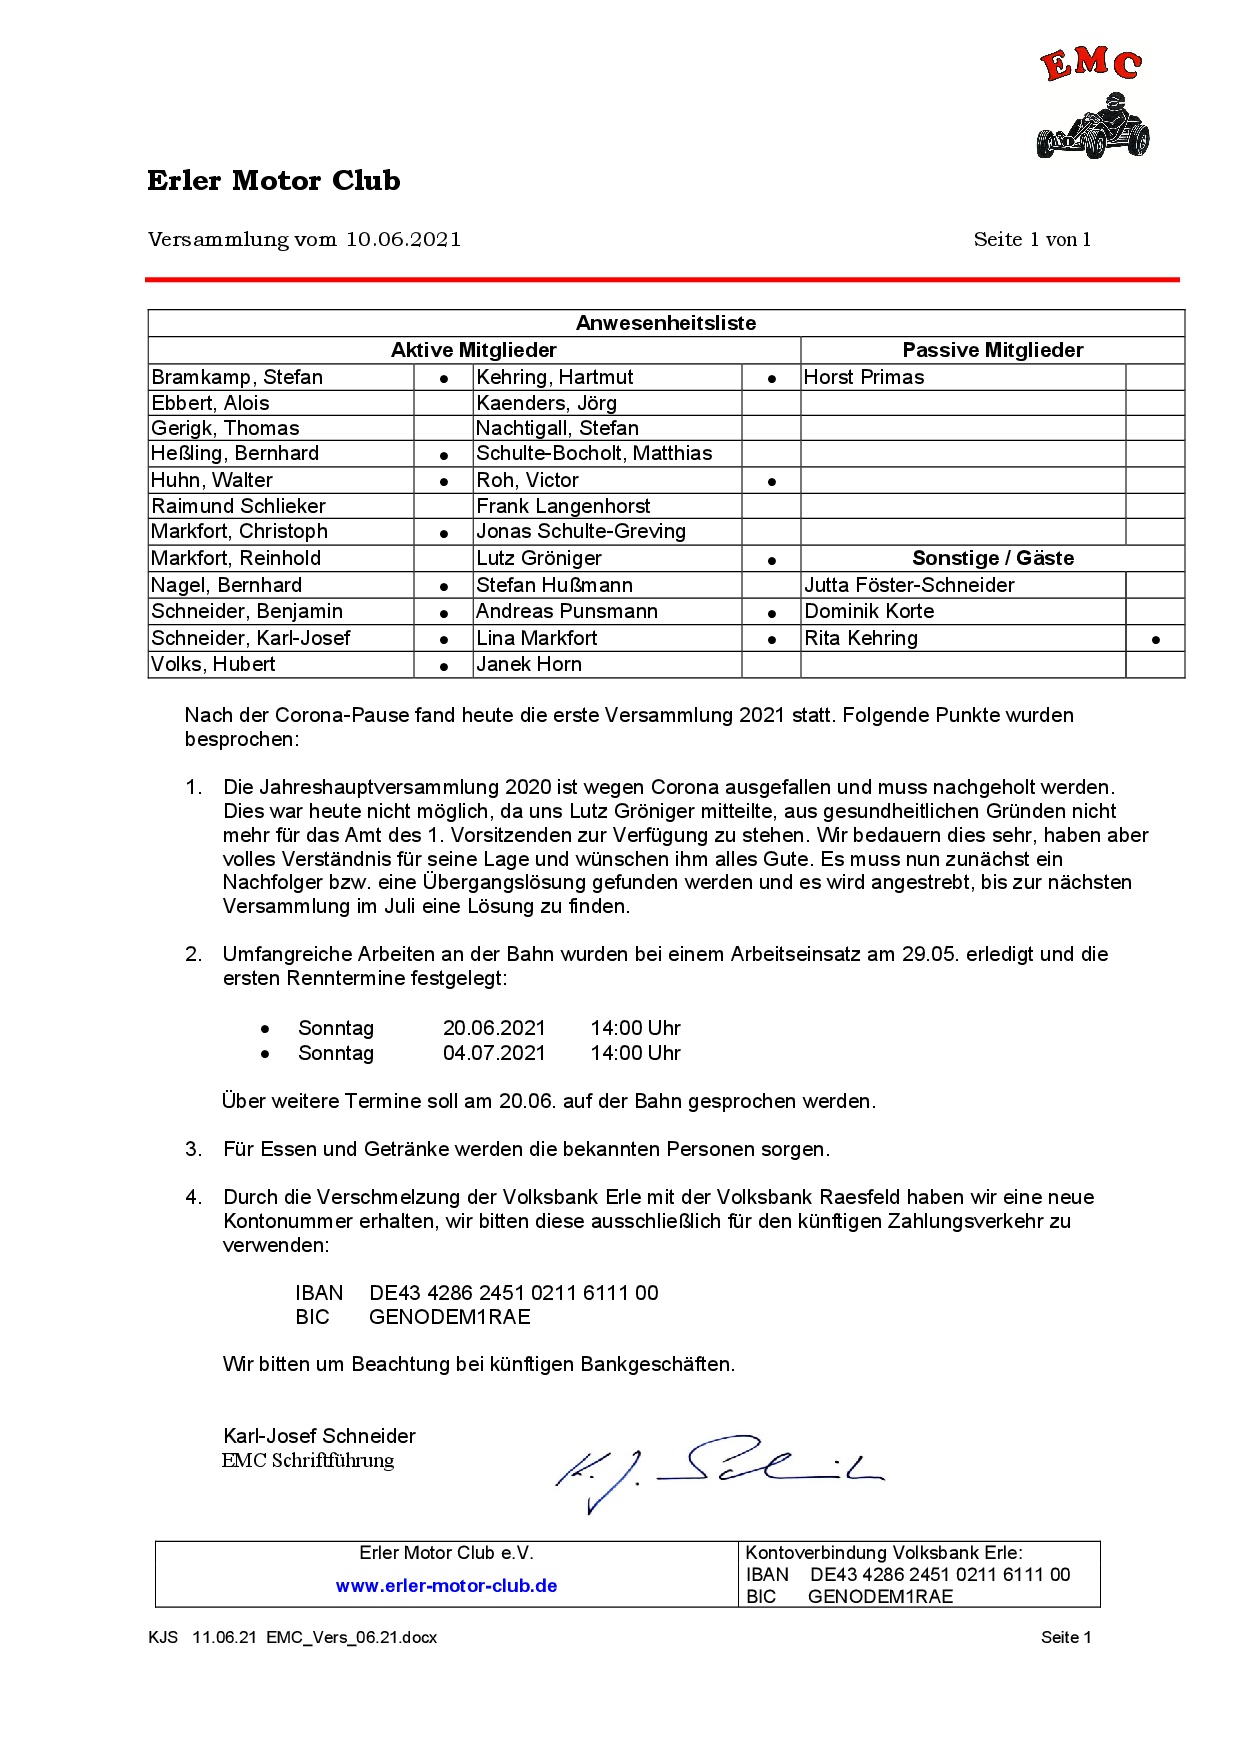 EMC
Erler Motor Club
Versammlung vom 10.06.2021 Seite 1 von 1
Anwesenheitsliste
Aktive Mitglieder Passive Mitglieder
Bramkamp, Stefan ● Kehring, Hartmut ● Horst Primas
Ebbert, Alois Kaenders, Jörg
Gerigk, Thomas Nachtigall, Stefan
Heßling, Bernhard ● Schulte-Bocholt, Matthias
Huhn, Walter ● Roh, Victor ●
Raimund Schlieker Frank Langenhorst
Markfort, Christoph ● Jonas Schulte-Greving
Markfort, Reinhold Lutz Gröniger ● Sonstige / Gäste
Nagel, Bernhard ● Stefan Hußmann Jutta Föster-Schneider
Schneider, Benjamin ● Andreas Punsmann ● Dominik Korte
Schneider, Karl-Josef ● Lina Markfort ● Rita Kehring ●
Volks, Hubert ● Janek Horn
Nach der Corona-Pause fand heute die erste Versammlung 2021 statt. Folgende Punkte wurden
besprochen:
1. Die Jahreshauptversammlung 2020 ist wegen Corona ausgefallen und muss nachgeholt werden.
Dies war heute nicht möglich, da uns Lutz Gröniger mitteilte, aus gesundheitlichen Gründen nicht
mehr für das Amt des 1. Vorsitzenden zur Verfügung zu stehen. Wir bedauern dies sehr, haben aber
volles Verständnis für seine Lage und wünschen ihm alles Gute. Es muss nun zunächst ein
Nachfolger bzw. eine Übergangslösung gefunden werden und es wird angestrebt, bis zur nächsten
Versammlung im Juli eine Lösung zu finden.
2. Umfangreiche Arbeiten an der Bahn wurden bei einem Arbeitseinsatz am 29.05. erledigt und die
ersten Renntermine festgelegt:
● Sonntag 20.06.2021 14:00 Uhr
● Sonntag 04.07.2021 14:00 Uhr
Über weitere Termine soll am 20.06. auf der Bahn gesprochen werden.
3. Für Essen und Getränke werden die bekannten Personen sorgen.
4. Durch die Verschmelzung der Volksbank Erle mit der Volksbank Raesfeld haben wir eine neue
Kontonummer erhalten, wir bitten diese ausschließlich für den künftigen Zahlungsverkehr zu
verwenden:
IBAN DE43 4286 2451 0211 6111 00
BIC GENODEM1RAE
Wir bitten um Beachtung bei künftigen Bankgeschäften.
Karl-Josef Schneider
EMC Schriftführung
K. J. Schneider
Erler Motor Club e.V.
www.erler-motor-club.de
Kontoverbindung Volksbank Erle:
IBAN DE43 4286 2451 0211 6111 00
BIC GENODEM1RAE
KJS 11.06.21 EMC_Vers_06.21.docx Seite 1